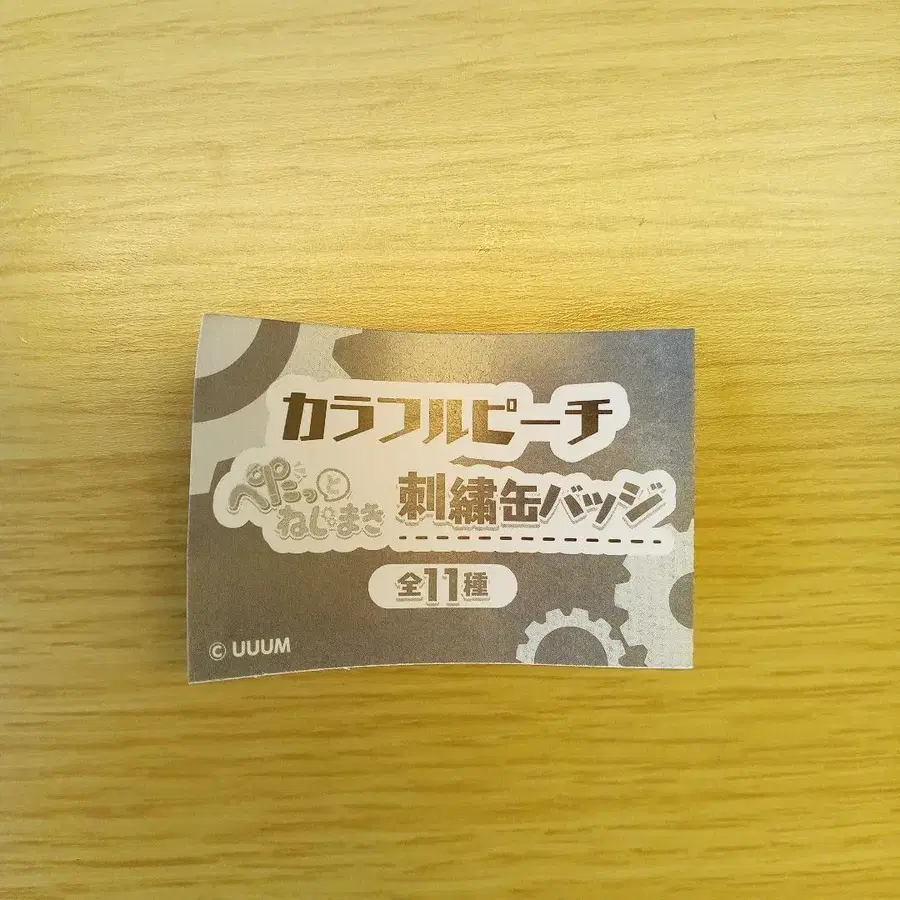 カラフルピーチ
ぺたっと
ねじまき
刺繍缶バッジ
全11種
© UUUM